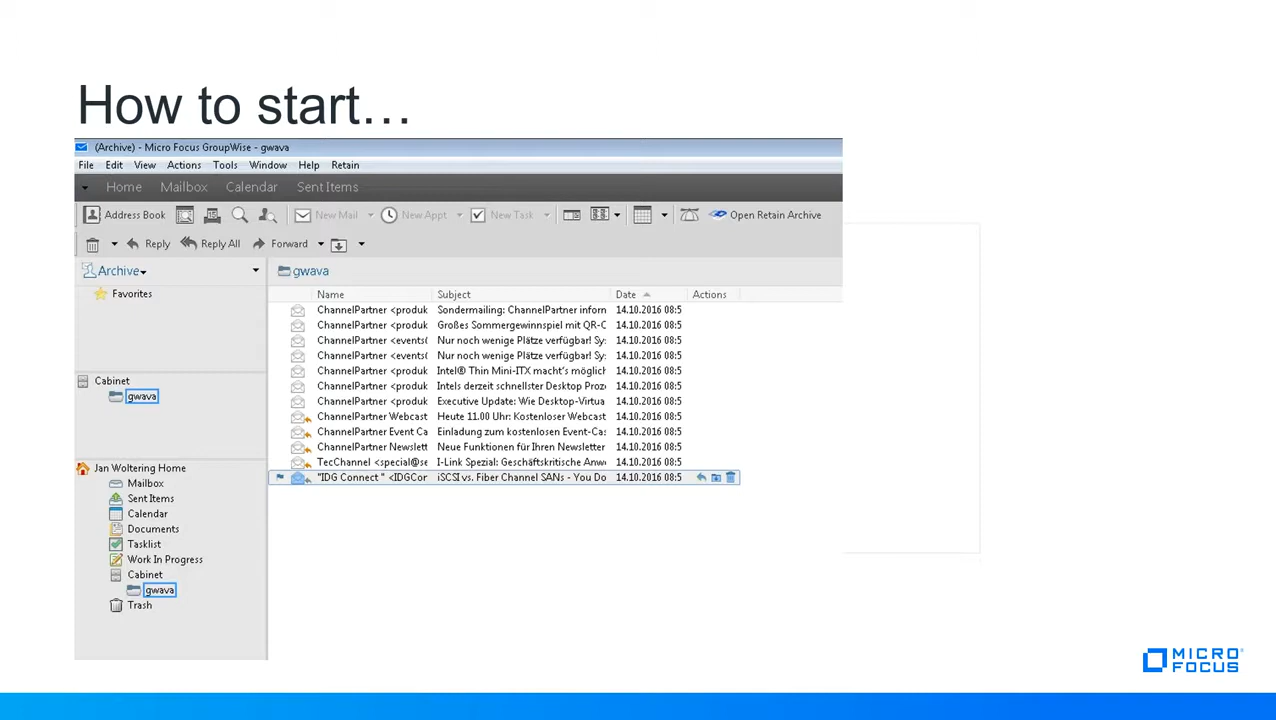 How to start…
(Archive) - Micro Focus GroupWise - gwava
File Edit View Actions Tools Window Help Retain
Home Mailbox Calendar Sent Items
Address Book New Mail New Appt New Task Open Retain Archive
Reply Reply All Forward
Archive gwava
Favorites
Name Subject Date Actions
ChannelPartner <produk Sondermailing: ChannelPartner inforn 14.10.2016 08:5
ChannelPartner <produk Großes Sommergewinnspiel mit QR-C 14.10.2016 08:5
ChannelPartner <events( Nur noch wenige Plätze verfügbar! Sy: 14.10.2016 08:5
ChannelPartner <events( Nur noch wenige Plätze verfügbar! Sy: 14.10.2016 08:5
ChannelPartner <produk Intel® Thin Mini-ITX macht's möglich 14.10.2016 08:5
ChannelPartner <produk Intels derzeit schnellster Desktop Proze 14.10.2016 08:5
ChannelPartner <produk Executive Update: Wie Desktop-Virtua 14.10.2016 08:5
ChannelPartner Webcast Heute 11.00 Uhr: Kostenloser Webcast 14.10.2016 08:5
ChannelPartner Event Ca Einladung zum kostenlosen Event-Cas 14.10.2016 08:5
ChannelPartner Newslett Neue Funktionen für Ihren Newsletter 14.10.2016 08:5
TecChannel <special@se I-Link Spezial: Geschäftskritische Anw 14.10.2016 08:5
"IDG Connect " <IDGCor iSCSI vs. Fiber Channel SANs - You Do 14.10.2016 08:5
Cabinet
gwava
Jan Woltering Home
Mailbox
Sent Items
Calendar
Documents
Tasklist
Work In Progress
Cabinet
gwava
Trash
MICRO
FOCUS